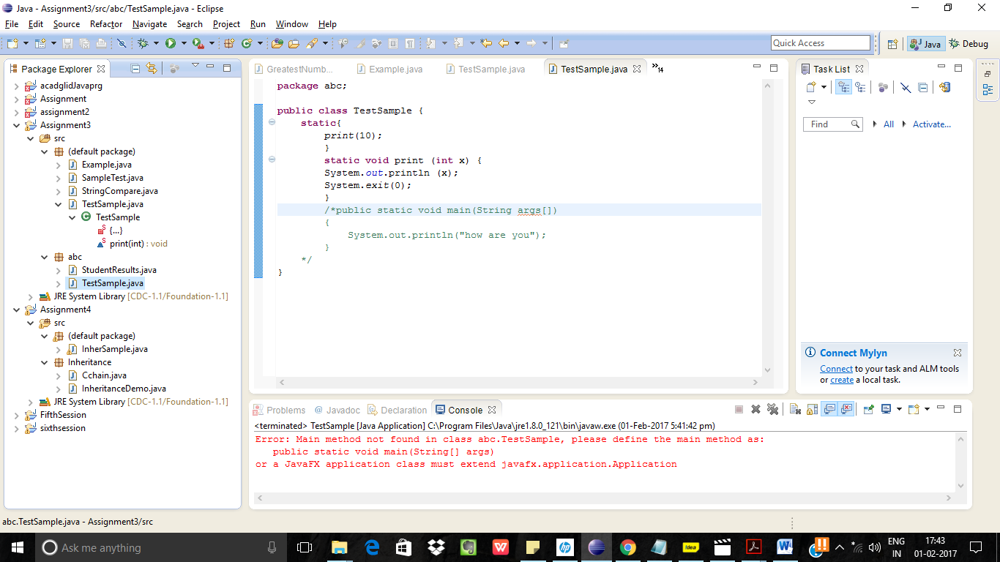 Java - Assignment3/src/abc/TestSample.java - Eclipse
File Edit Source Refactor Navigate Search Project Run Window Help
Quick Access
Java
Debug
Package Explorer
acadglidJavaprg
Assignment
assignment2
Assignment3
src
(default package)
Example.java
SampleTest.java
StringCompare.java
TestSample.java
TestSample
{...}
print(int) : void
abc
StudentResults.java
TestSample.java
JRE System Library [CDC-1.1/Foundation-1.1]
Assignment4
src
(default package)
InherSample.java
Inheritance
Cchain.java
InheritanceDemo.java
JRE System Library [CDC-1.1/Foundation-1.1]
FifthSession
sixthsession
GreatestNumb... Example.java TestSample.java TestSample.java »14
package abc;
public class TestSample {
static{
print(10);
}
static void print (int x) {
System.out.println (x);
System.exit(0);
}
/*public static void main(String args[])
{
System.out.println("how are you");
}
*/
}
Task List
Find All Activate...
Connect Mylyn
Connect to your task and ALM tools
or create a local task.
Problems @ Javadoc Declaration Console
<terminated> TestSample [Java Application] C:\Program Files\Java\jre1.8.0_121\bin\javaw.exe (01-Feb-2017 5:41:42 pm)
Error: Main method not found in class abc.TestSample, please define the main method as:
public static void main(String[] args)
or a JavaFX application class must extend javafx.application.Application
abc.TestSample.java - Assignment3/src
Ask me anything
hp
Idea
ENG
IN
17:43
01-02-2017